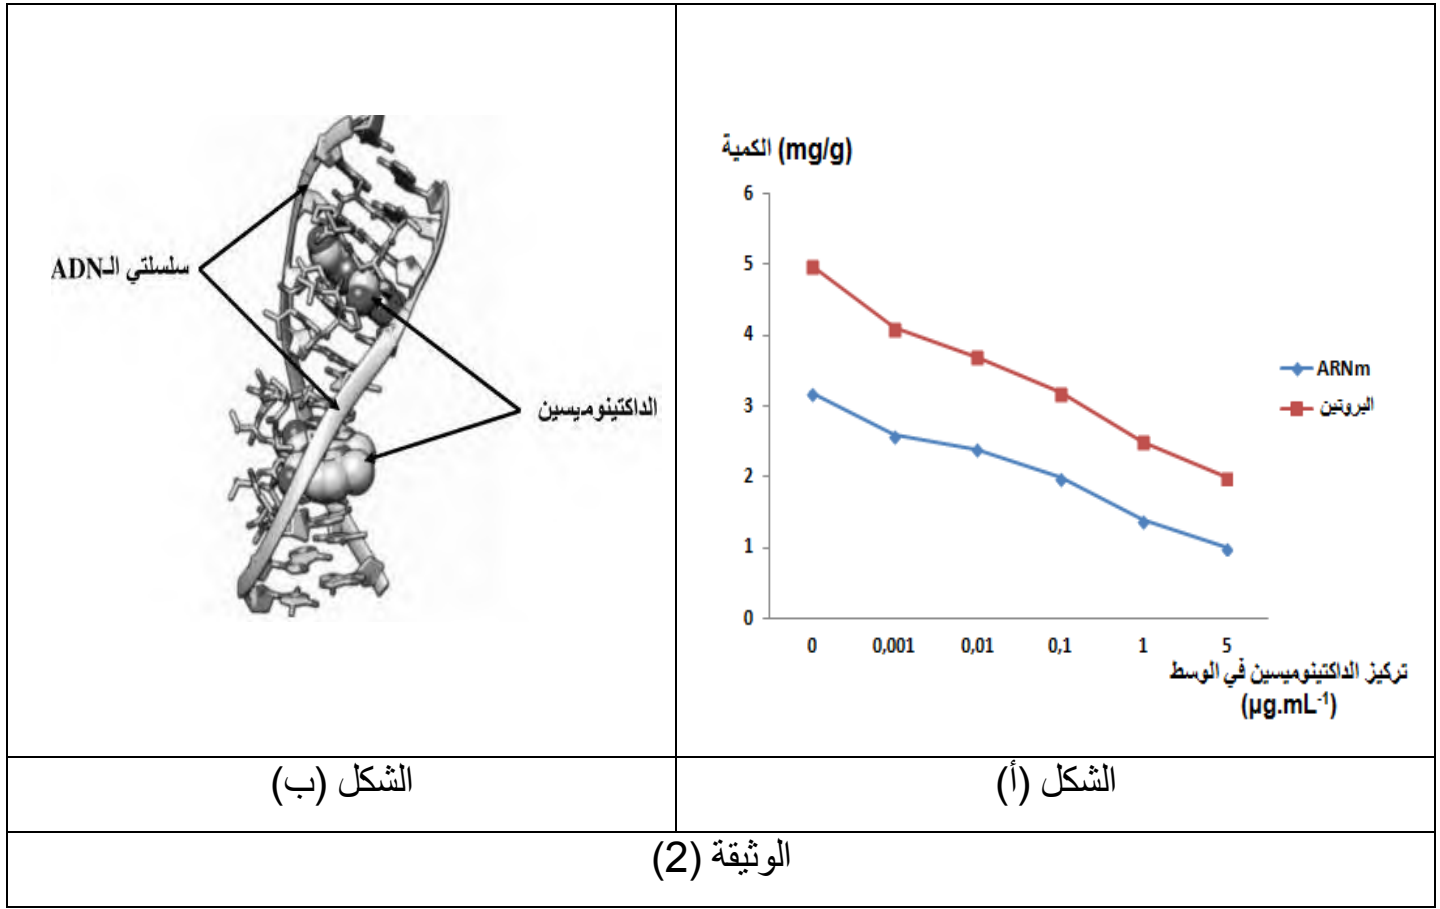 الكمية (mg/g)
6
5
4
3
2
1
0
0
0,001
0,01
0,1
1
5
تركيز الداكتينوميسين في الوسط
(µg.mL-1)
ARNm
البروتين
سلسلتي الـADN
الداكتينوميسين
الشكل (أ)
الشكل (ب)
الوثيقة (2)